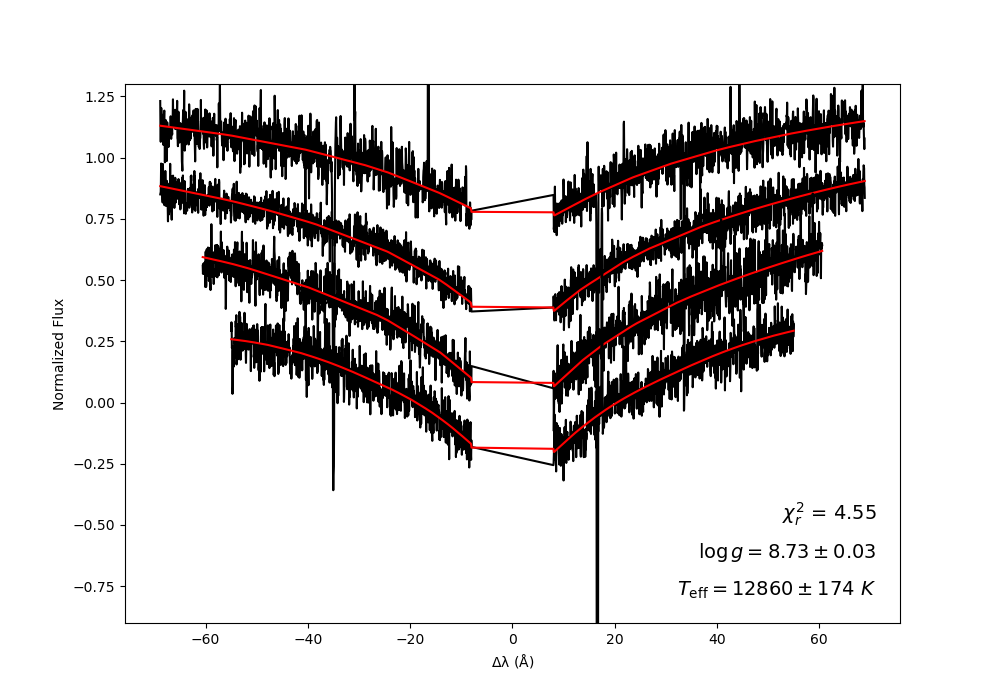 1.25
1.00
0.75
0.50
0.25
0.00
−0.25
−0.50
−0.75
Normalized Flux
χ²ᵣ = 4.55
log g = 8.73 ± 0.03
T_eff = 12860 ± 174 K
−60 −40 −20 0 20 40 60
Δλ (Å)